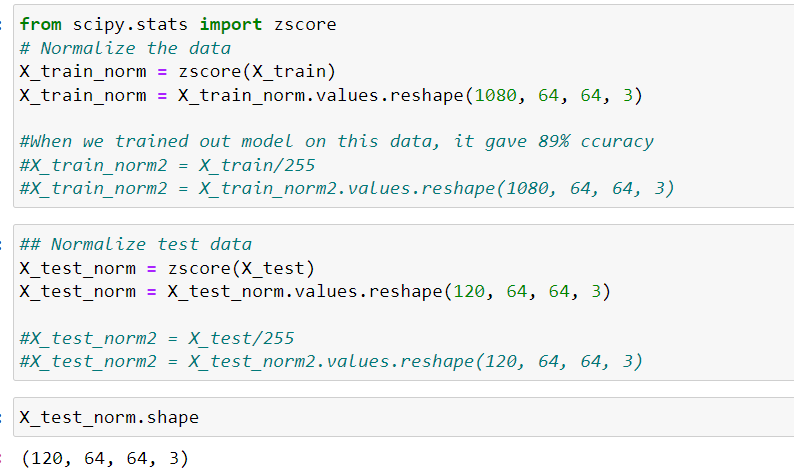 from scipy.stats import zscore
# Normalize the data
X_train_norm = zscore(X_train)
X_train_norm = X_train_norm.values.reshape(1080, 64, 64, 3)
#When we trained out model on this data, it gave 89% ccuracy
#X_train_norm2 = X_train/255
#X_train_norm2 = X_train_norm2.values.reshape(1080, 64, 64, 3)
## Normalize test data
X_test_norm = zscore(X_test)
X_test_norm = X_test_norm.values.reshape(120, 64, 64, 3)
#X_test_norm2 = X_test/255
#X_test_norm2 = X_test_norm2.values.reshape(120, 64, 64, 3)
X_test_norm.shape
(120, 64, 64, 3)